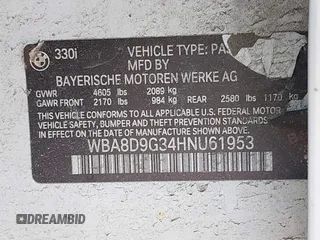 330i VEHICLE TYPE: PA
MFD BY
BAYERISCHE MOTOREN WERKE AG
GVWR 4605 lbs 2089 kg
GAWR FRONT 2170 lbs 984 kg REAR 2580 lbs 1170 kg
THIS VEHICLE CONFORMS TO ALL APPLICABLE U.S. FEDERAL MOTOR
VEHICLE SAFETY, BUMPER AND THEFT PREVENTION STANDARDS
IN EFFECT ON THE DATE OF MANUFACTURE SHOWN ABOVE
WBA8D9G34HNU61953
DREAMBID